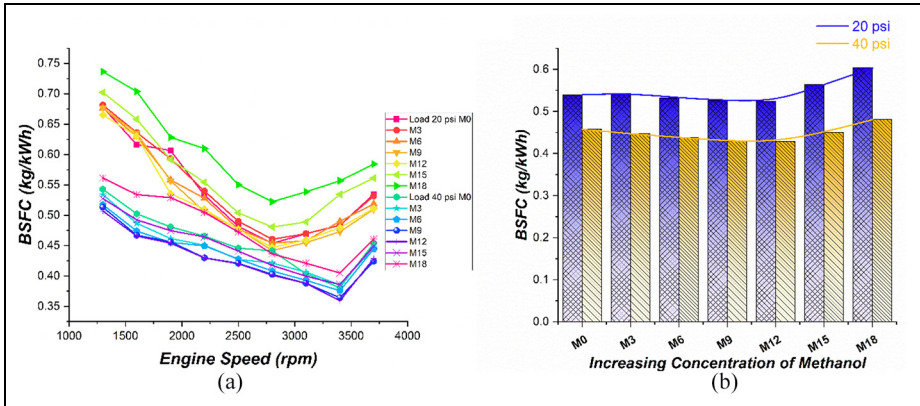 BSFC (kg/kWh)
0.75
0.70
0.65
0.60
0.55
0.50
0.45
0.40
0.35
1000 1500 2000 2500 3000 3500 4000
Engine Speed (rpm)
(a)
Load 20 psi M0
M3
M6
M9
M12
M15
M18
Load 40 psi M0
M3
M6
M9
M12
M15
M18
20 psi
40 psi
BSFC (kg/kWh)
0.6
0.5
0.4
0.3
0.2
0.1
0.0
M0 M3 M6 M9 M12 M15 M18
Increasing Concentration of Methanol
(b)